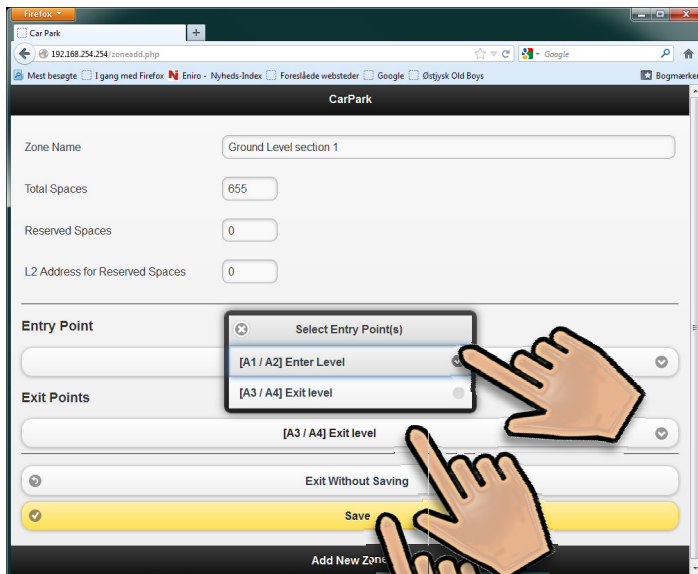 Firefox
Car Park
192.168.254.254/zoneadd.php
Google
Mest besøgte I gang med Firefox Eniro - Nyheds-Index Foreslåede websteder Google Østjysk Old Boys Bogmærker
CarPark
Zone Name Ground Level section 1
Total Spaces 655
Reserved Spaces 0
L2 Address for Reserved Spaces 0
Entry Point
Select Entry Point(s)
[A1 / A2] Enter Level
[A3 / A4] Exit level
Exit Points
[A3 / A4] Exit level
Exit Without Saving
Save
Add New Zone